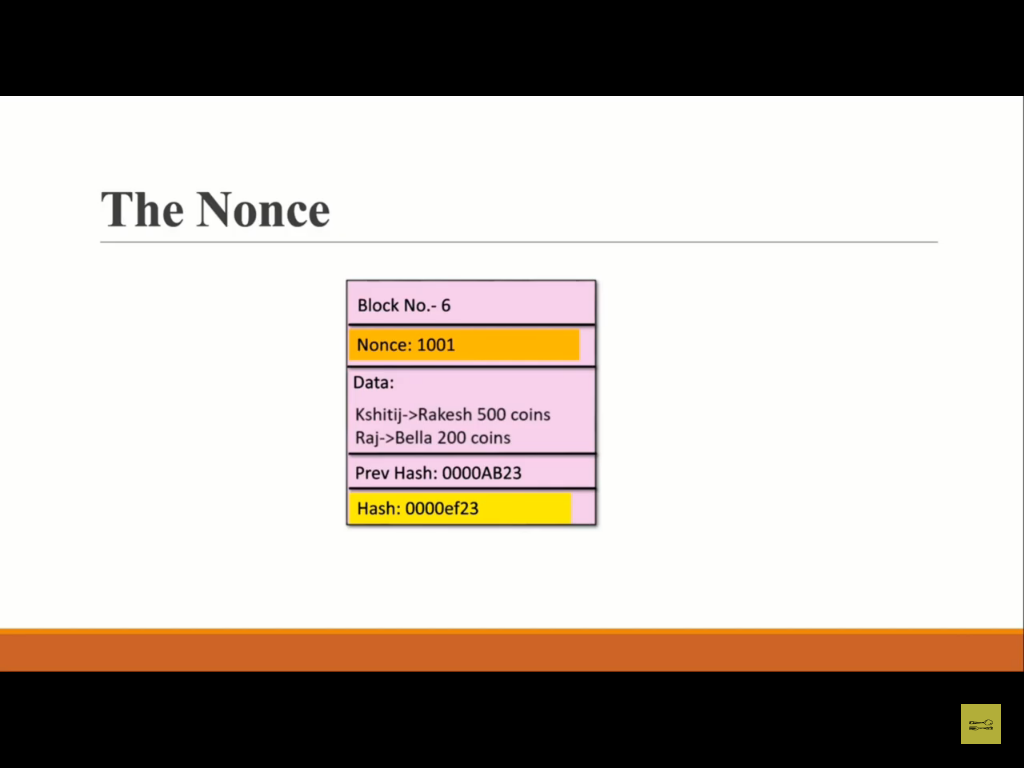 The Nonce
Block No.- 6
Nonce: 1001
Data:
Kshitij->Rakesh 500 coins
Raj->Bella 200 coins
Prev Hash: 0000AB23
Hash: 0000ef23